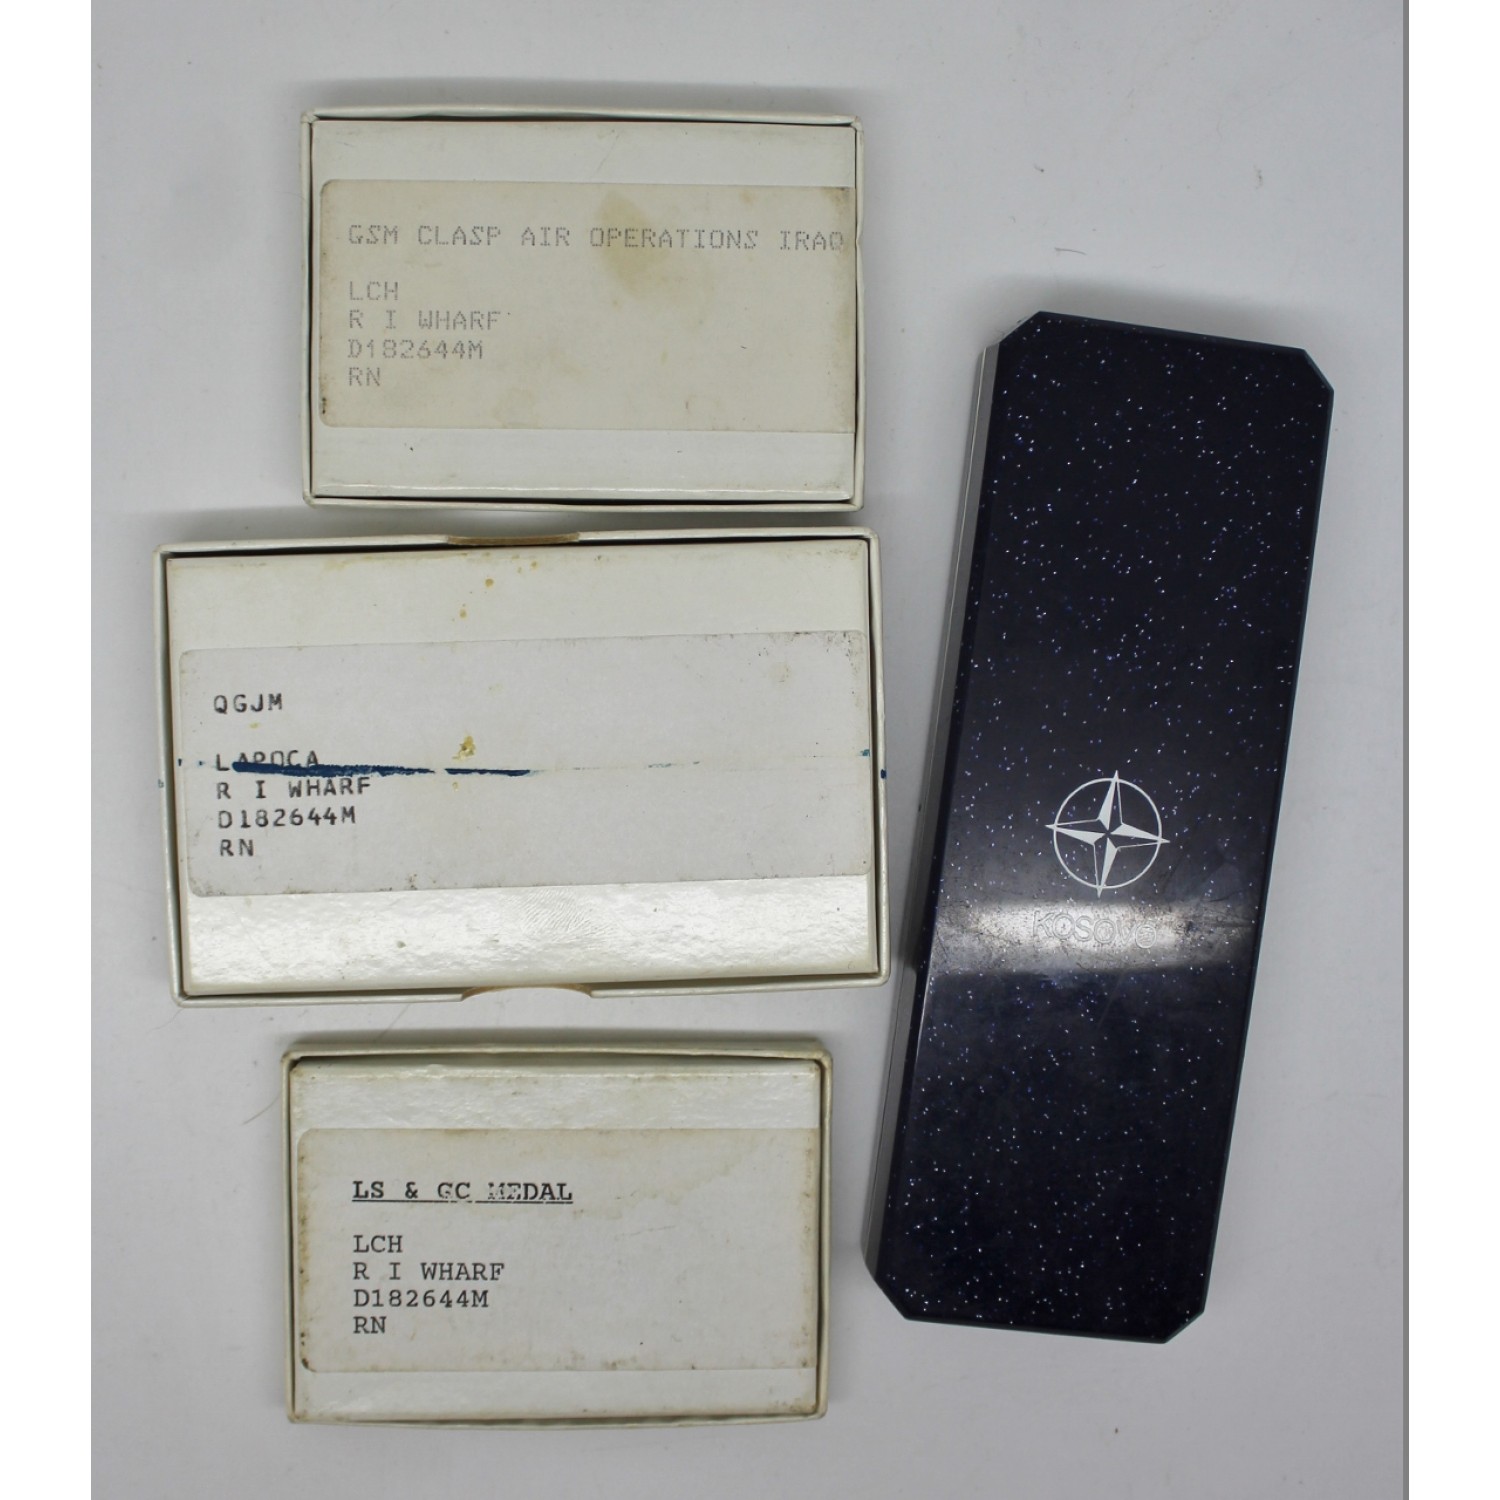 GSM CLASP AIR OPERATIONS IRAQ
LCH
R I WHARF
D182644M
RN
QGJM
R I WHARF
D182644M
RN
LS & GC MEDAL
LCH
R I WHARF
D182644M
RN
Kosovo